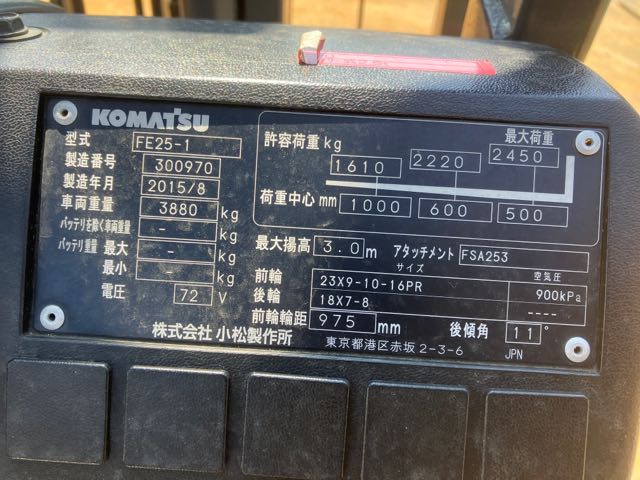 KOMATSU
型式 FE25-1
製造番号 300970
製造年月 2015/8
車両重量 3880 kg
バッテリを除く車両重量 - kg
バッテリ重量 最大 - kg
最小 - kg
電圧 72 V
株式会社 小松製作所
許容荷重 kg 最大荷重
1610 2220 2450
荷重中心 mm 1000 600 500
最大揚高 3.0 m アタッチメント FSA253
サイズ 空気圧
前輪 23X9-10-16PR 900kPa
後輪 18X7-8 ----
前輪輪距 975 mm 後傾角 11°
東京都港区赤坂 2-3-6 JPN